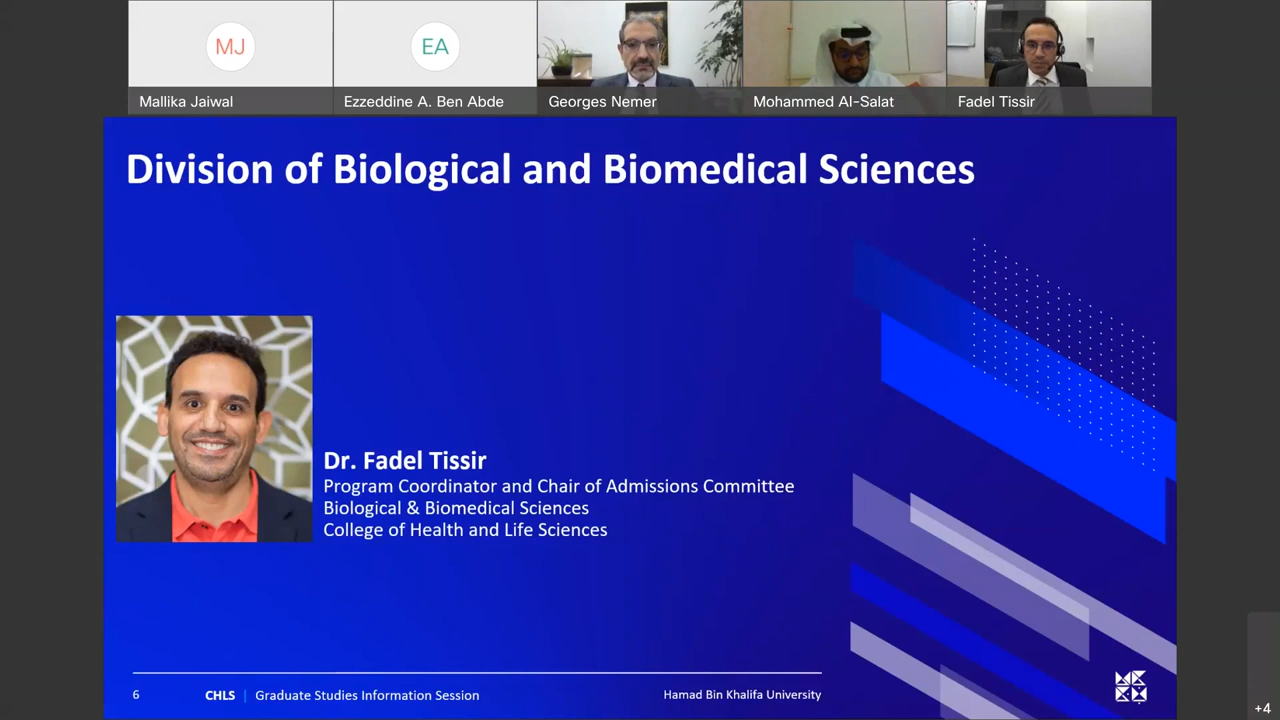 MJ
EA
Mallika Jaiwal
Ezzeddine A. Ben Abde
Georges Nemer
Mohammed Al-Salat
Fadel Tissir
Division of Biological and Biomedical Sciences
Dr. Fadel Tissir
Program Coordinator and Chair of Admissions Committee
Biological & Biomedical Sciences
College of Health and Life Sciences
6 CHLS | Graduate Studies Information Session Hamad Bin Khalifa University
+4